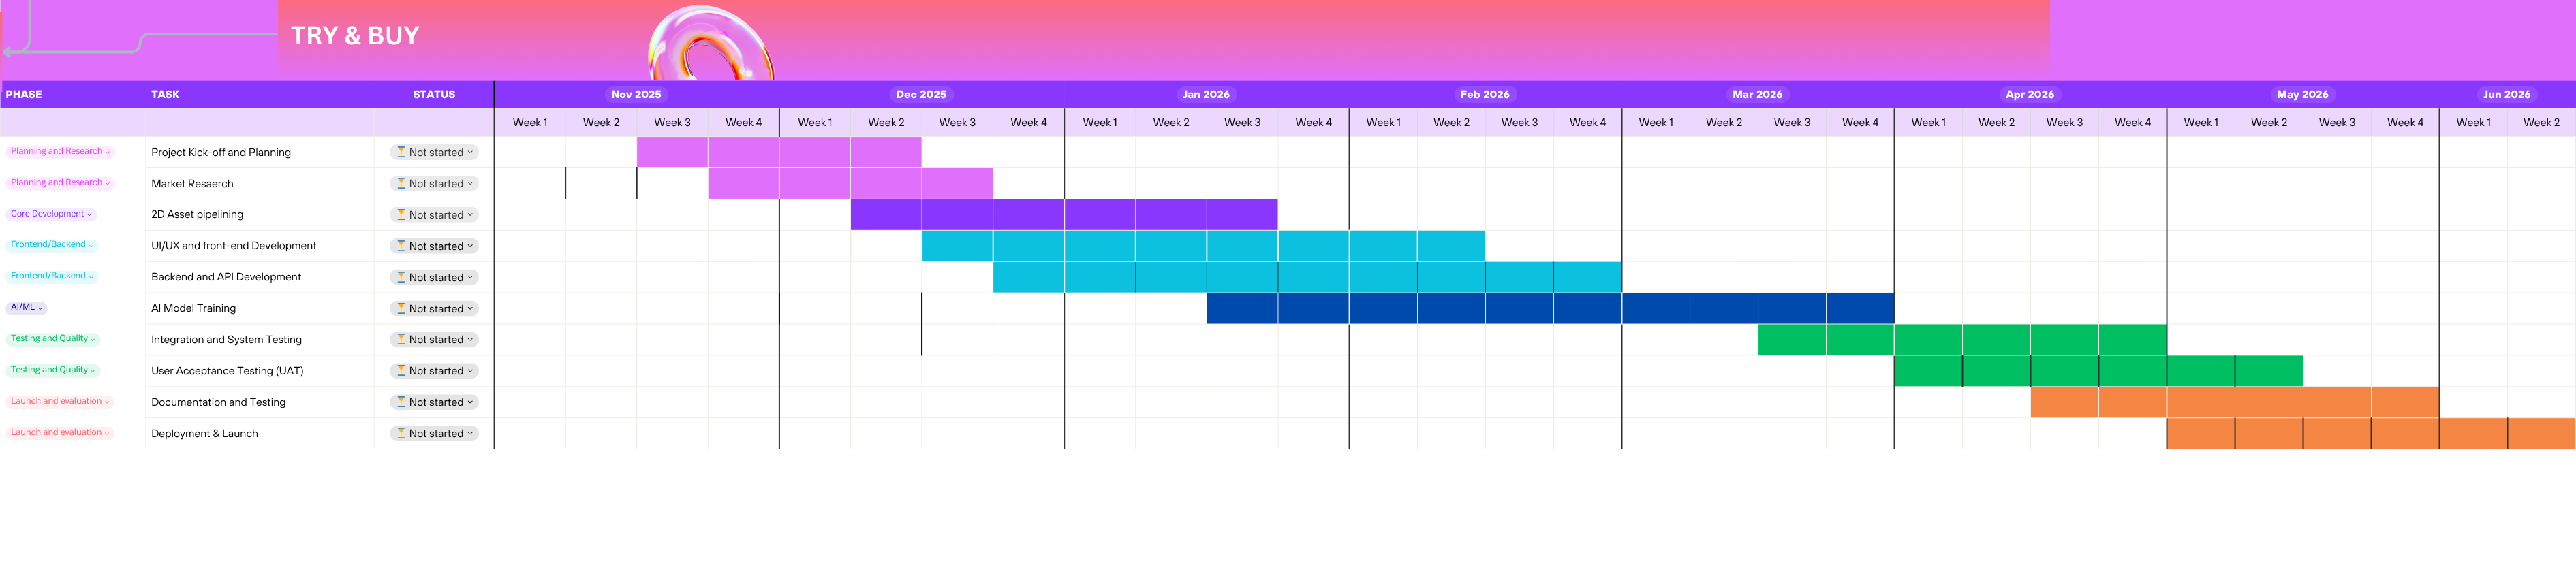 TRY & BUY
PHASE TASK STATUS Nov 2025 Dec 2025 Jan 2026 Feb 2026 Mar 2026 Apr 2026 May 2026 Jun 2026
Week 1 Week 2 Week 3 Week 4 Week 1 Week 2 Week 3 Week 4 Week 1 Week 2 Week 3 Week 4 Week 1 Week 2 Week 3 Week 4 Week 1 Week 2 Week 3 Week 4 Week 1 Week 2 Week 3 Week 4 Week 1 Week 2 Week 3 Week 4 Week 1 Week 2
Planning and Research Project Kick-off and Planning ⏳ Not started
Planning and Research Market Resaerch ⏳ Not started
Core Development 2D Asset pipelining ⏳ Not started
Frontend/Backend UI/UX and front-end Development ⏳ Not started
Frontend/Backend Backend and API Development ⏳ Not started
AI/ML AI Model Training ⏳ Not started
Testing and Quality Integration and System Testing ⏳ Not started
Testing and Quality User Acceptance Testing (UAT) ⏳ Not started
Launch and evaluation Documentation and Testing ⏳ Not started
Launch and evaluation Deployment & Launch ⏳ Not started